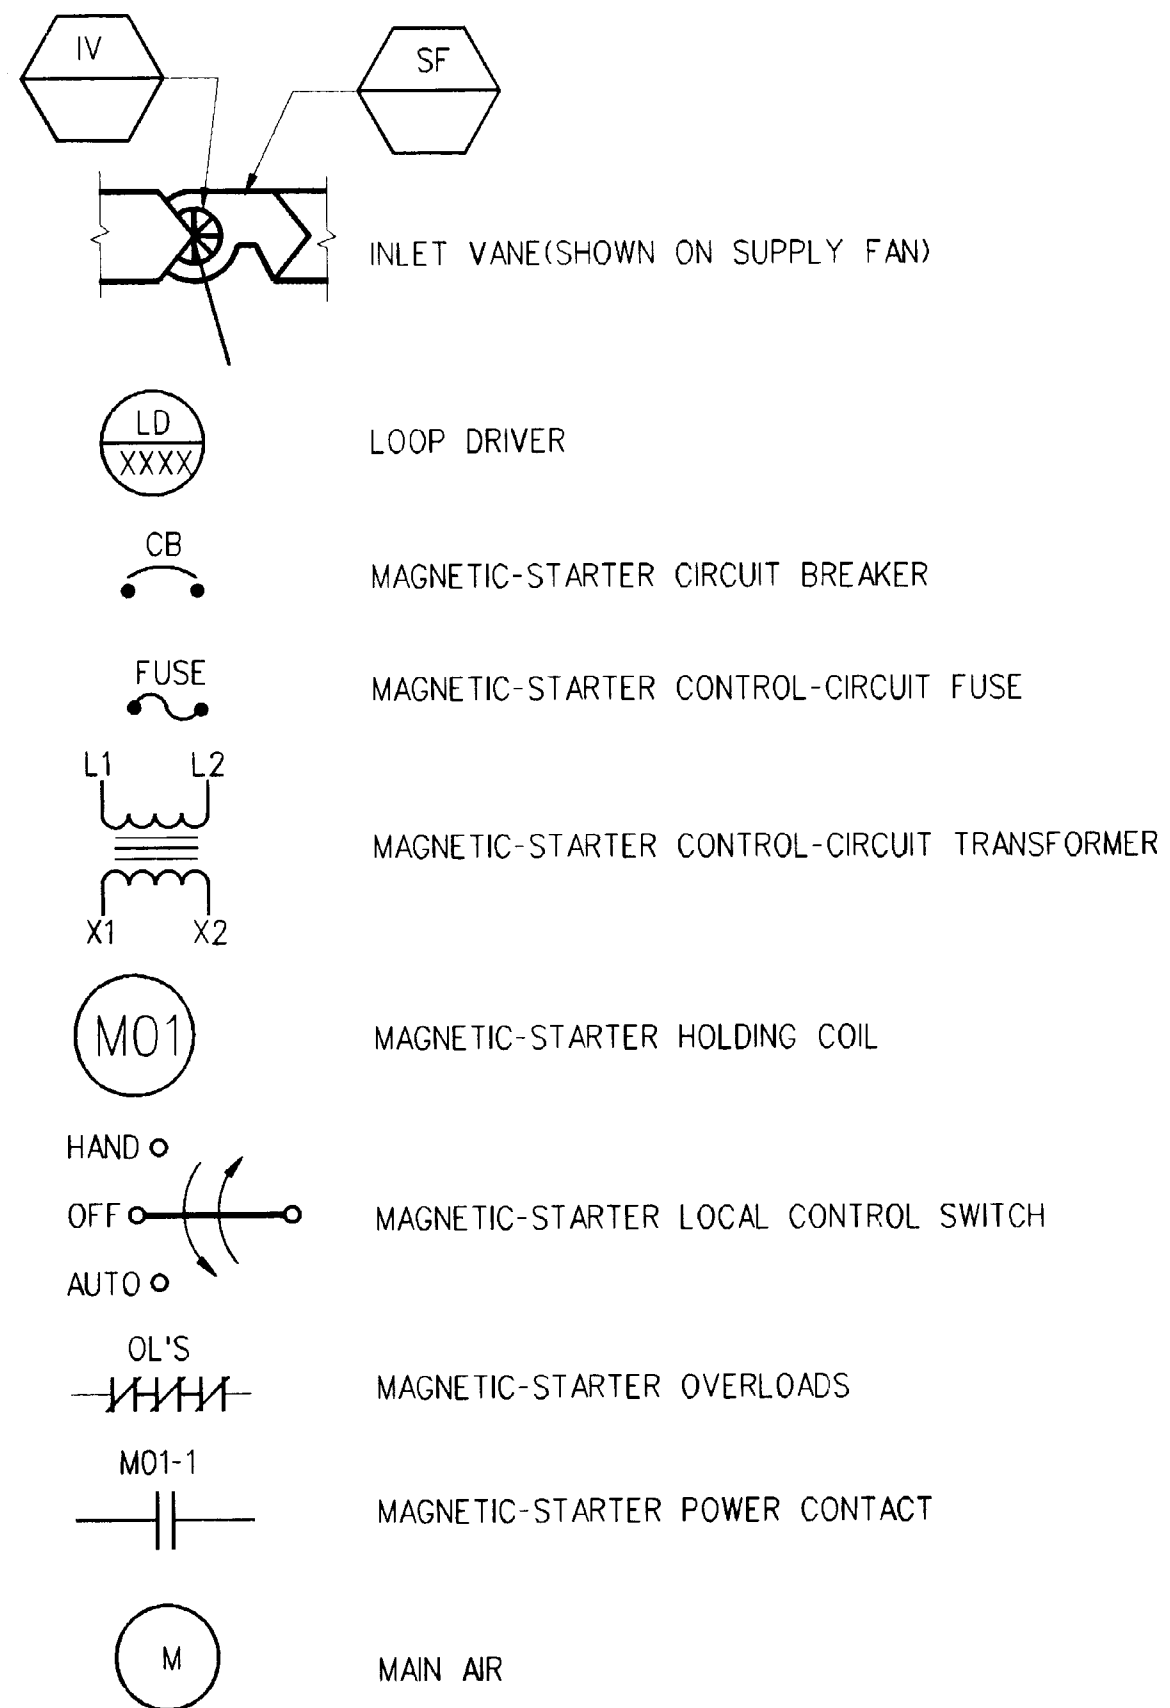 IV
SF
INLET VANE(SHOWN ON SUPPLY FAN)
LD
XXXX
LOOP DRIVER
CB
MAGNETIC-STARTER CIRCUIT BREAKER
FUSE
MAGNETIC-STARTER CONTROL-CIRCUIT FUSE
L1 L2
MAGNETIC-STARTER CONTROL-CIRCUIT TRANSFORMER
X1 X2
M01
MAGNETIC-STARTER HOLDING COIL
HAND
OFF
MAGNETIC-STARTER LOCAL CONTROL SWITCH
AUTO
OL'S
MAGNETIC-STARTER OVERLOADS
M01-1
MAGNETIC-STARTER POWER CONTACT
M
MAIN AIR